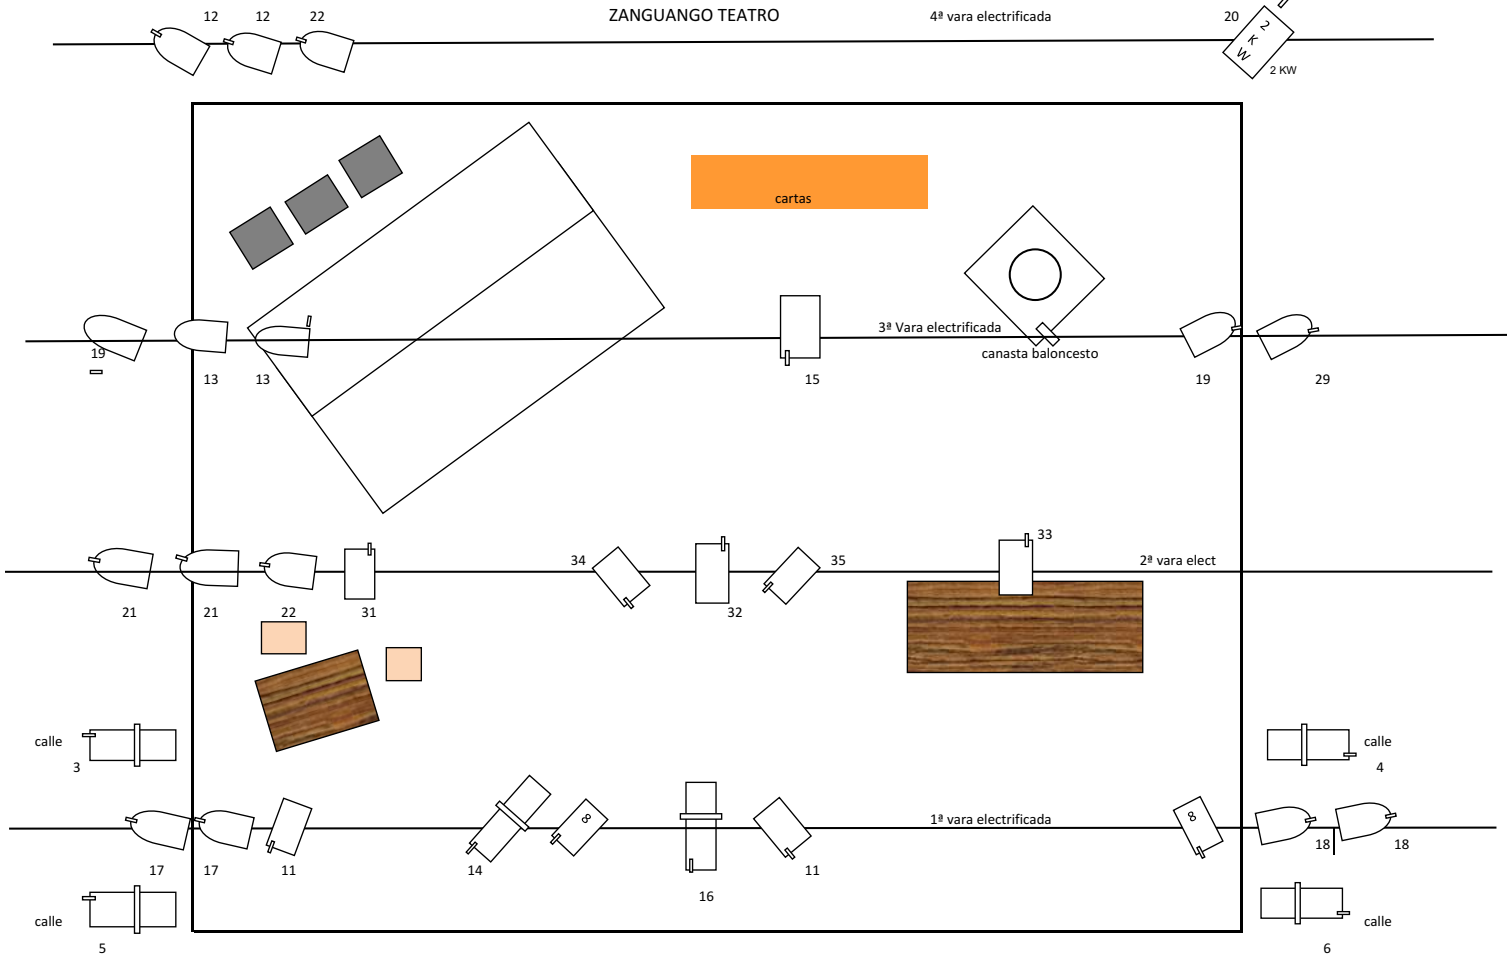 12 12 22 ZANGUANGO TEATRO 4ª vara electrificada 20
2
K
W
2 KW
cartas
3ª Vara electrificada
19 canasta baloncesto
13 13 15 19 29
34 35 33 2ª vara elect
21 21 22 31 32
calle calle
3 4
8 8 1ª vara electrificada
18 18
17 17 11 14 11
16
calle calle
5 6